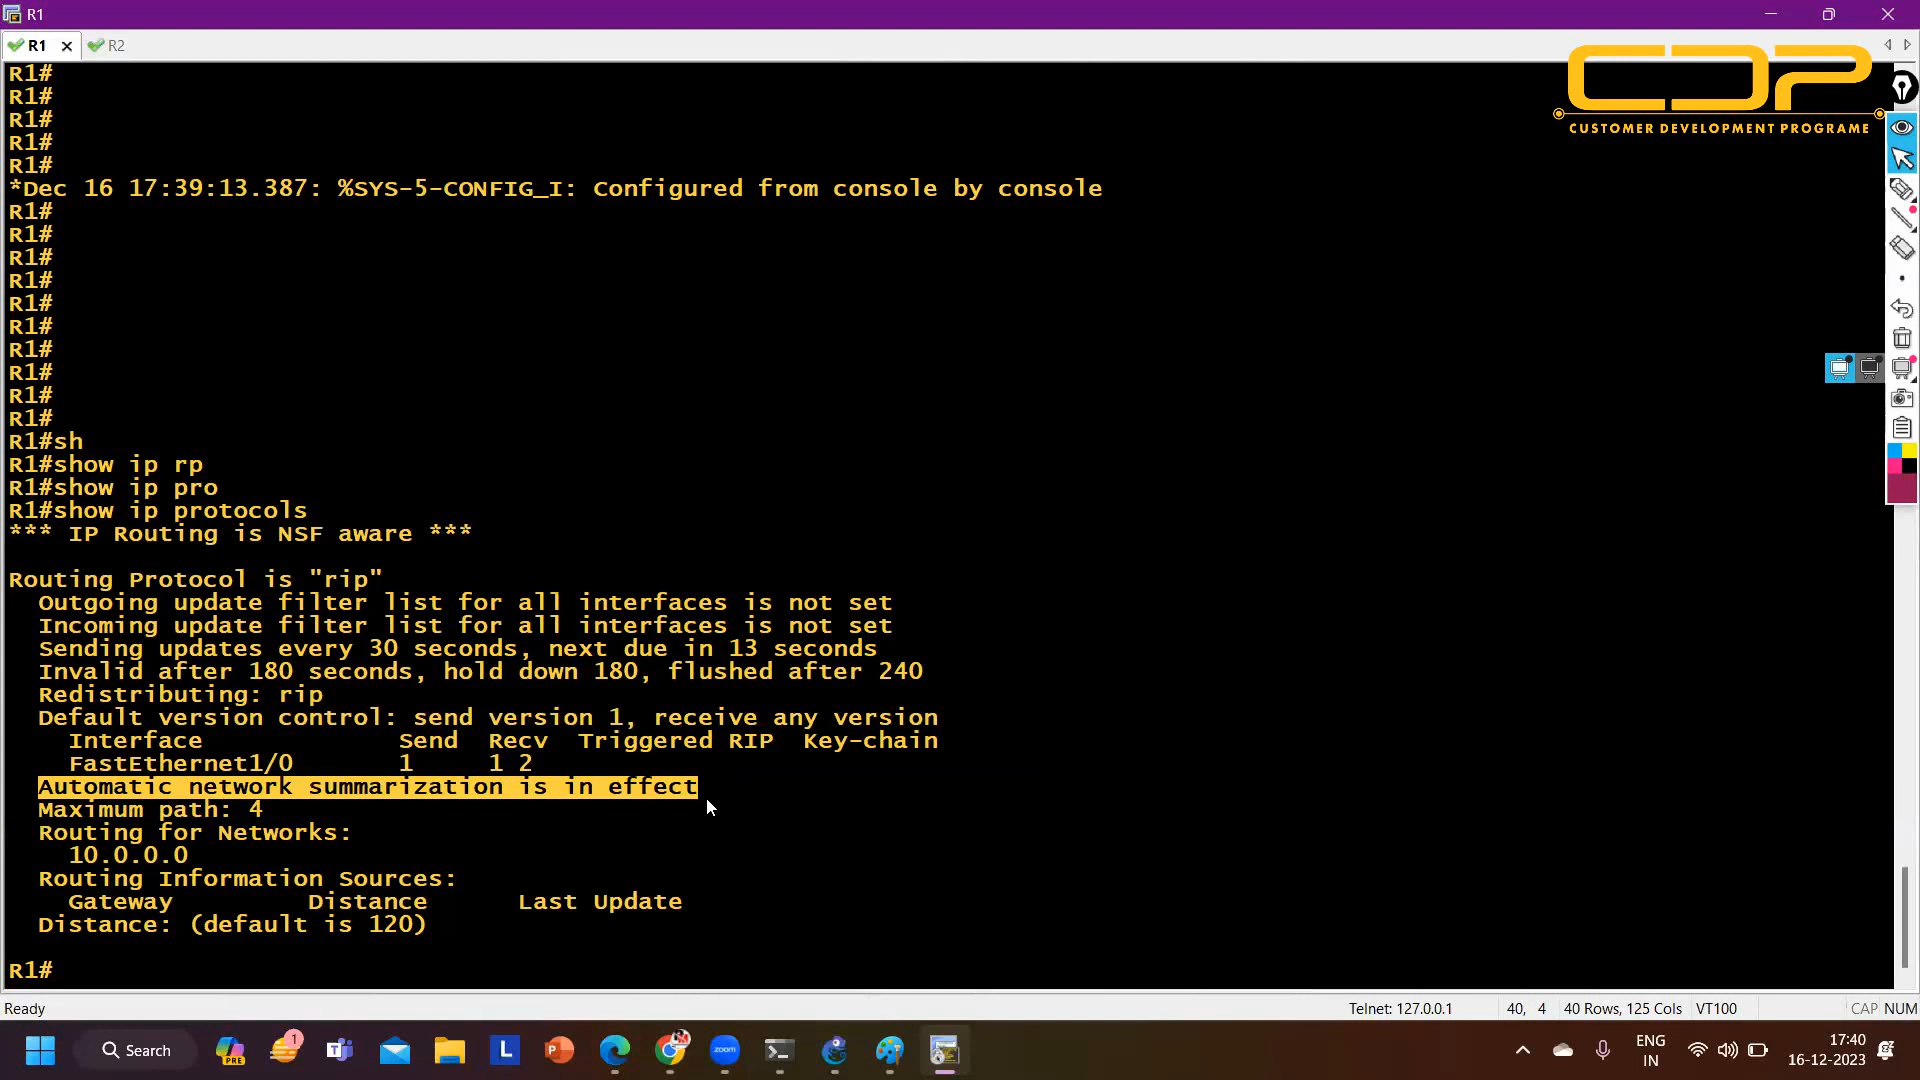 R1
R1
R2
CDP
CUSTOMER DEVELOPMENT PROGRAME
R1#
R1#
R1#
R1#
R1#
*Dec 16 17:39:13.387: %SYS-5-CONFIG_I: Configured from console by console
R1#
R1#
R1#
R1#
R1#
R1#
R1#
R1#
R1#
R1#
R1#sh
R1#show ip rp
R1#show ip pro
R1#show ip protocols
*** IP Routing is NSF aware ***
Routing Protocol is "rip"
Outgoing update filter list for all interfaces is not set
Incoming update filter list for all interfaces is not set
Sending updates every 30 seconds, next due in 13 seconds
Invalid after 180 seconds, hold down 180, flushed after 240
Redistributing: rip
Default version control: send version 1, receive any version
Interface Send Recv Triggered RIP Key-chain
FastEthernet1/0 1 1 2
Automatic network summarization is in effect
Maximum path: 4
Routing for Networks:
10.0.0.0
Routing Information Sources:
Gateway Distance Last Update
Distance: (default is 120)
R1#
Ready Telnet: 127.0.0.1 40, 4 40 Rows, 125 Cols VT100 CAP NUM
Search PRE 1 L zoom ENG IN 17:40 16-12-2023